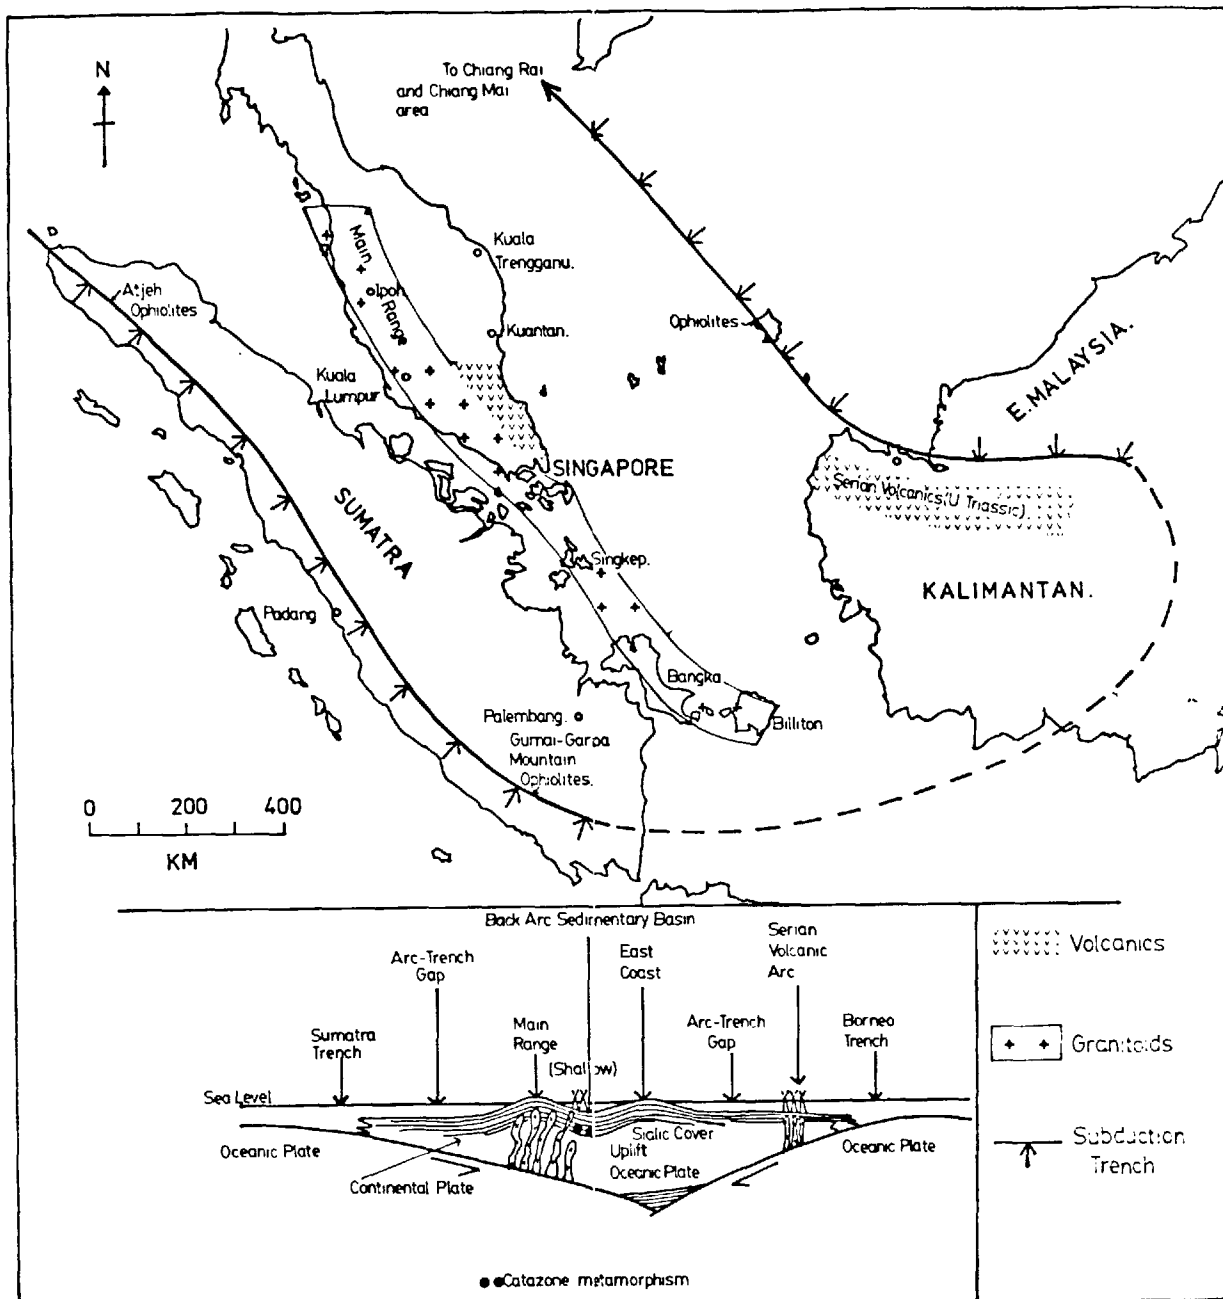 N
To Chiang Rai
and Chiang Mai
area
Kuala
Trengganu.
Main
Range
Ipoh
Kuantan.
Atjeh
Ophiolites
Ophiolites
E.MALAYSIA.
Kuala
Lumpur
SINGAPORE
Serian Volcanics(U Triassic)
SUMATRA
Singkep.
KALIMANTAN.
Padang
Bangka
Billiton
Palembang.
Gumai-Garpa
Mountain
Ophiolites.
0 200 400
KM
Back Arc Sedimentary Basin
Arc-Trench
Gap
East
Coast
Serian
Volcanic
Arc
Sumatra
Trench
Main
Range
(Shallow)
Arc-Trench
Gap
Borneo
Trench
Sea Level
Oceanic Plate
Sialic Cover
Uplift
Oceanic Plate
Oceanic Plate
Continental Plate
Catazone metamorphism
Volcanics
Granitoids
Subduction
Trench